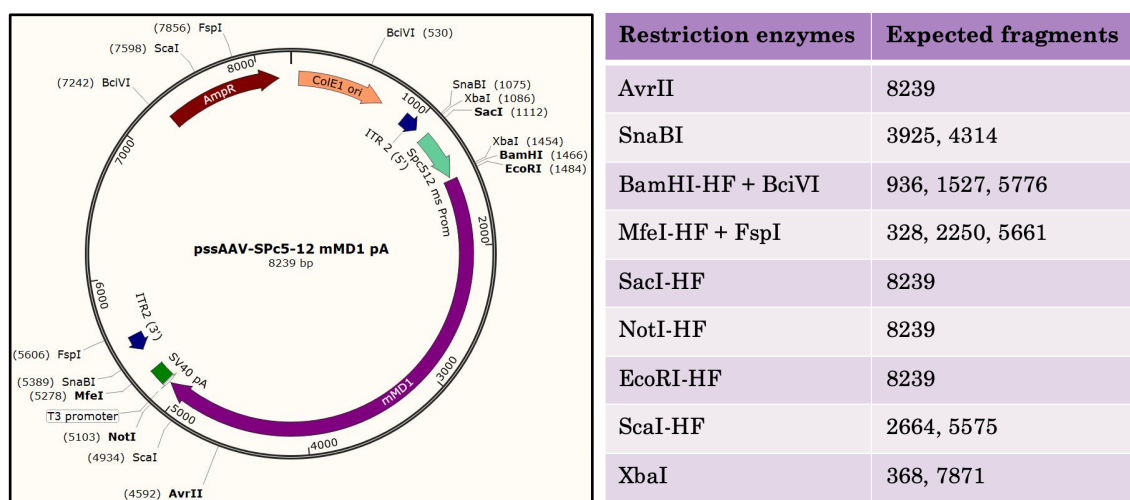 (7856) FspI
(7598) ScaI
(7242) BciVI
BciVI (530)
SnaBI (1075)
XbaI (1086)
SacI (1112)
XbaI (1454)
BamHI (1466)
EcoRI (1484)
8000
1000
2000
3000
4000
5000
6000
7000
AmpR
ColE1 ori
ITR 2 (5')
Spc512 ms Prom
mMD1
pssAAV-SPc5-12 mMD1 pA
8239 bp
ITR2 (3')
SV40 pA
(5606) FspI
(5389) SnaBI
(5278) MfeI
T3 promoter
(5103) NotI
(4934) ScaI
(4592) AvrII
Restriction enzymes Expected fragments
AvrII 8239
SnaBI 3925, 4314
BamHI-HF + BciVI 936, 1527, 5776
MfeI-HF + FspI 328, 2250, 5661
SacI-HF 8239
NotI-HF 8239
EcoRI-HF 8239
ScaI-HF 2664, 5575
XbaI 368, 7871